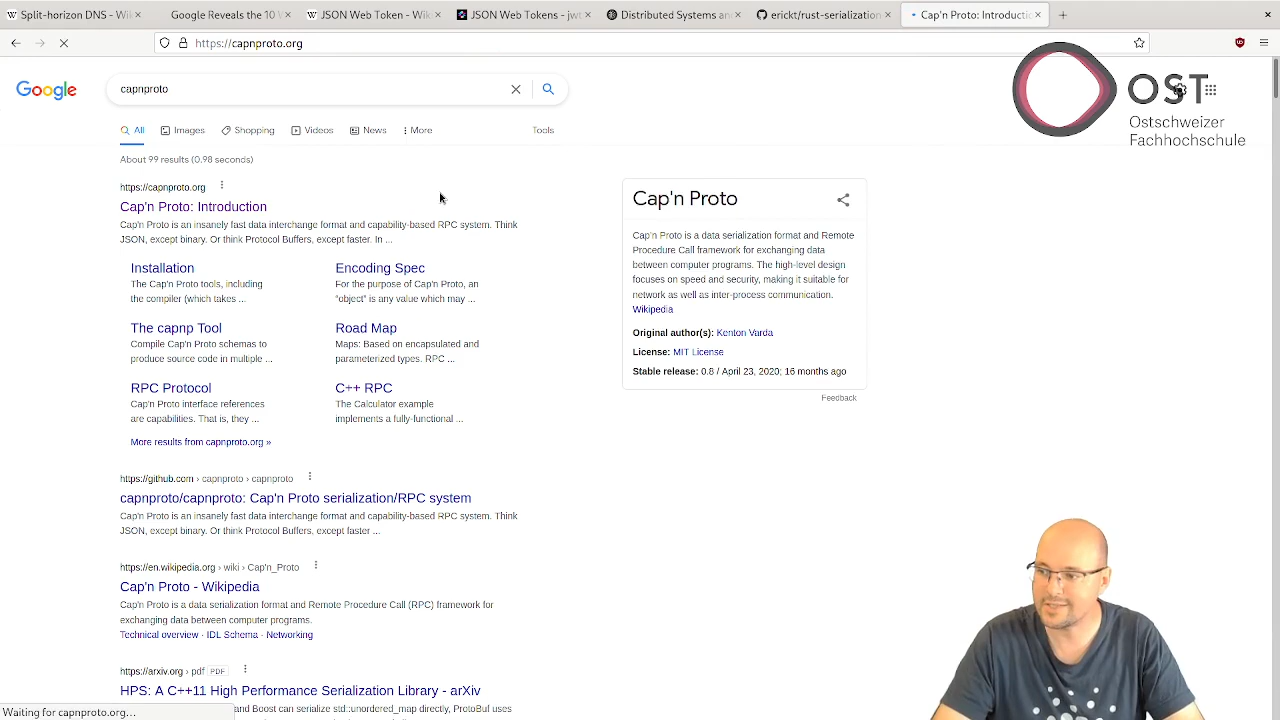 Split-horizon DNS - Wiki
Google Reveals the 10 V
JSON Web Token - Wik
JSON Web Tokens - jwt
Distributed Systems an
erickt/rust-serialization
Cap'n Proto: Introductio
https://capnproto.org
Google
capnproto
OST
Ostschweizer
Fachhochschule
All
Images
Shopping
Videos
News
More
Tools
About 99 results (0.98 seconds)
https://capnproto.org
Cap'n Proto: Introduction
Cap'n Proto is an insanely fast data interchange format and capability-based RPC system. Think
JSON, except binary. Or think Protocol Buffers, except faster. In ...
Installation
The Cap'n Proto tools, including
the compiler (which takes ...
Encoding Spec
For the purpose of Cap'n Proto, an
“object” is any value which may ...
The capnp Tool
Compile Cap'n Proto schemas to
produce source code in multiple ...
Road Map
Maps: Based on encapsulated and
parameterized types. RPC ...
RPC Protocol
Cap'n Proto interface references
are capabilities. That is, they ...
C++ RPC
The Calculator example
implements a fully-functional ...
More results from capnproto.org »
https://github.com › capnproto › capnproto
capnproto/capnproto: Cap'n Proto serialization/RPC system
Cap'n Proto is an insanely fast data interchange format and capability-based RPC system. Think
JSON, except binary. Or think Protocol Buffers, except faster ...
https://en.wikipedia.org › wiki › Cap'n_Proto
Cap'n Proto - Wikipedia
Cap'n Proto is a data serialization format and Remote Procedure Call (RPC) framework for
exchanging data between computer programs.
Technical overview · IDL Schema · Networking
https://arxiv.org › pdf PDF
HPS: A C++11 High Performance Serialization Library - arXiv
and Boost can serialize std::unordered_map directly, ProtoBuf uses
Cap'n Proto
Cap'n Proto is a data serialization format and Remote
Procedure Call (RPC) framework for exchanging data
between computer programs. The high-level design
focuses on speed and security, making it suitable for
network as well as inter-process communication.
Wikipedia
Original author(s): Kenton Varda
License: MIT License
Stable release: 0.8 / April 23, 2020; 16 months ago
Feedback
Waiting for capnproto.org...